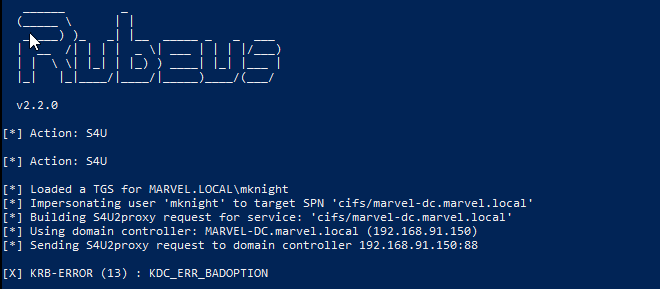 Rubeus
v2.2.0
[*] Action: S4U
[*] Action: S4U
[*] Loaded a TGS for MARVEL.LOCAL\mknight
[*] Impersonating user 'mknight' to target SPN 'cifs/marvel-dc.marvel.local'
[*] Building S4U2proxy request for service: 'cifs/marvel-dc.marvel.local'
[*] Using domain controller: MARVEL-DC.marvel.local (192.168.91.150)
[*] Sending S4U2proxy request to domain controller 192.168.91.150:88
[X] KRB-ERROR (13) : KDC_ERR_BADOPTION